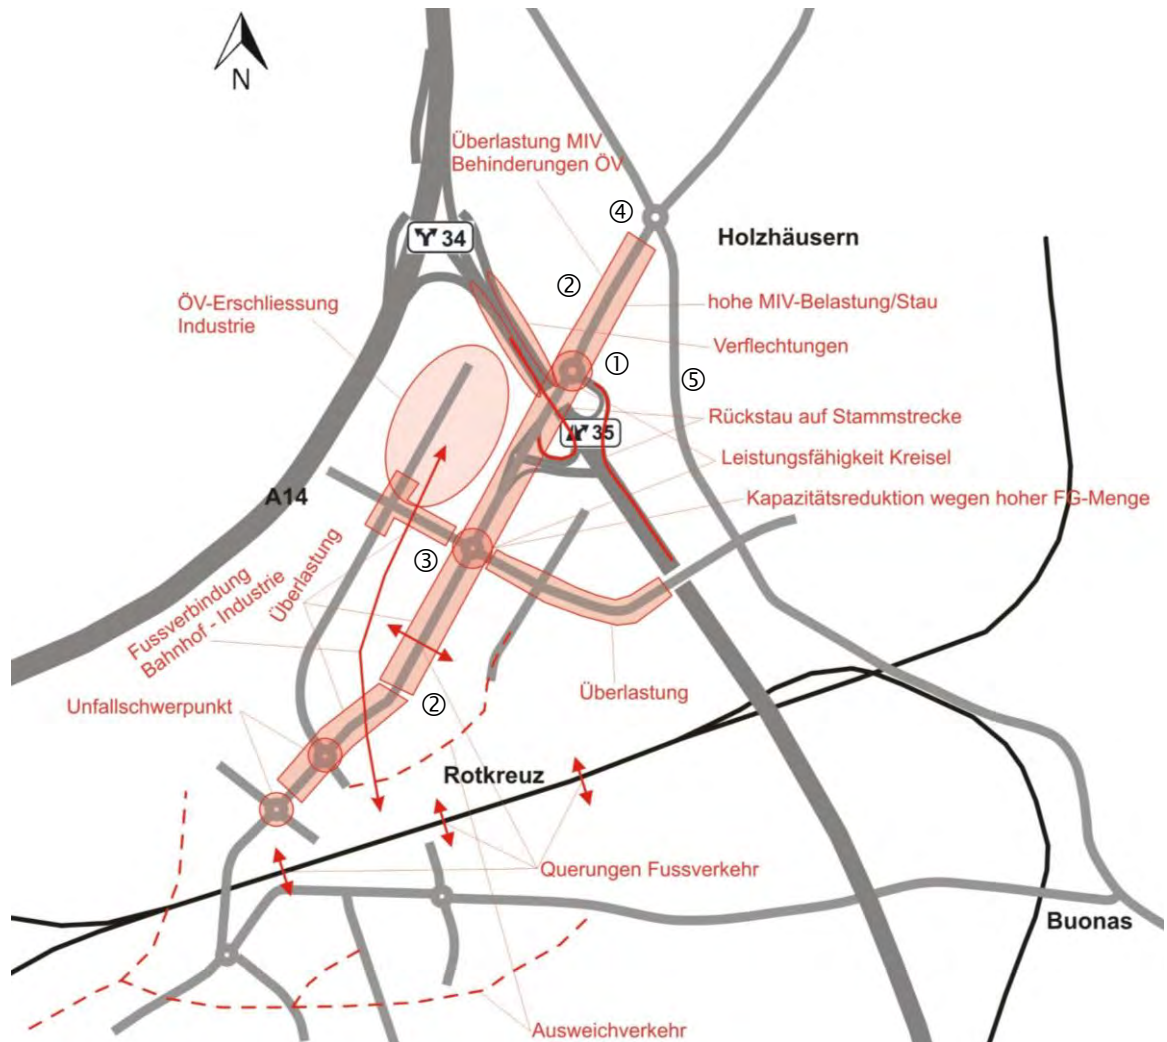 N
Überlastung MIV
Behinderungen ÖV
④
34
Holzhäusern
②
ÖV-Erschliessung
Industrie
hohe MIV-Belastung/Stau
Verflechtungen
①
⑤
Rückstau auf Stammstrecke
35
Leistungsfähigkeit Kreisel
A14
Kapazitätsreduktion wegen hoher FG-Menge
③
Überlastung
Fussverbindung
Bahnhof - Industrie
Überlastung
Unfallschwerpunkt
②
Rotkreuz
Querungen Fussverkehr
Buonas
Ausweichverkehr